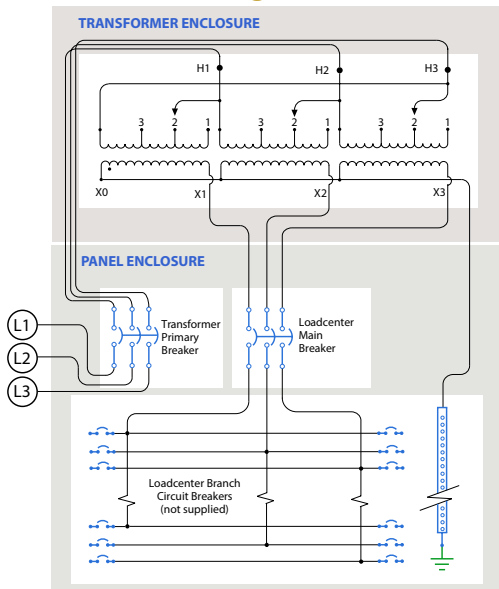 TRANSFORMER ENCLOSURE
H1
H2
H3
3 2 1 3 2 1 3 2 1
X0
X1
X2
X3
PANEL ENCLOSURE
L1
L2
L3
Transformer
Primary
Breaker
Loadcenter
Main
Breaker
Loadcenter Branch
Circuit Breakers
(not supplied)